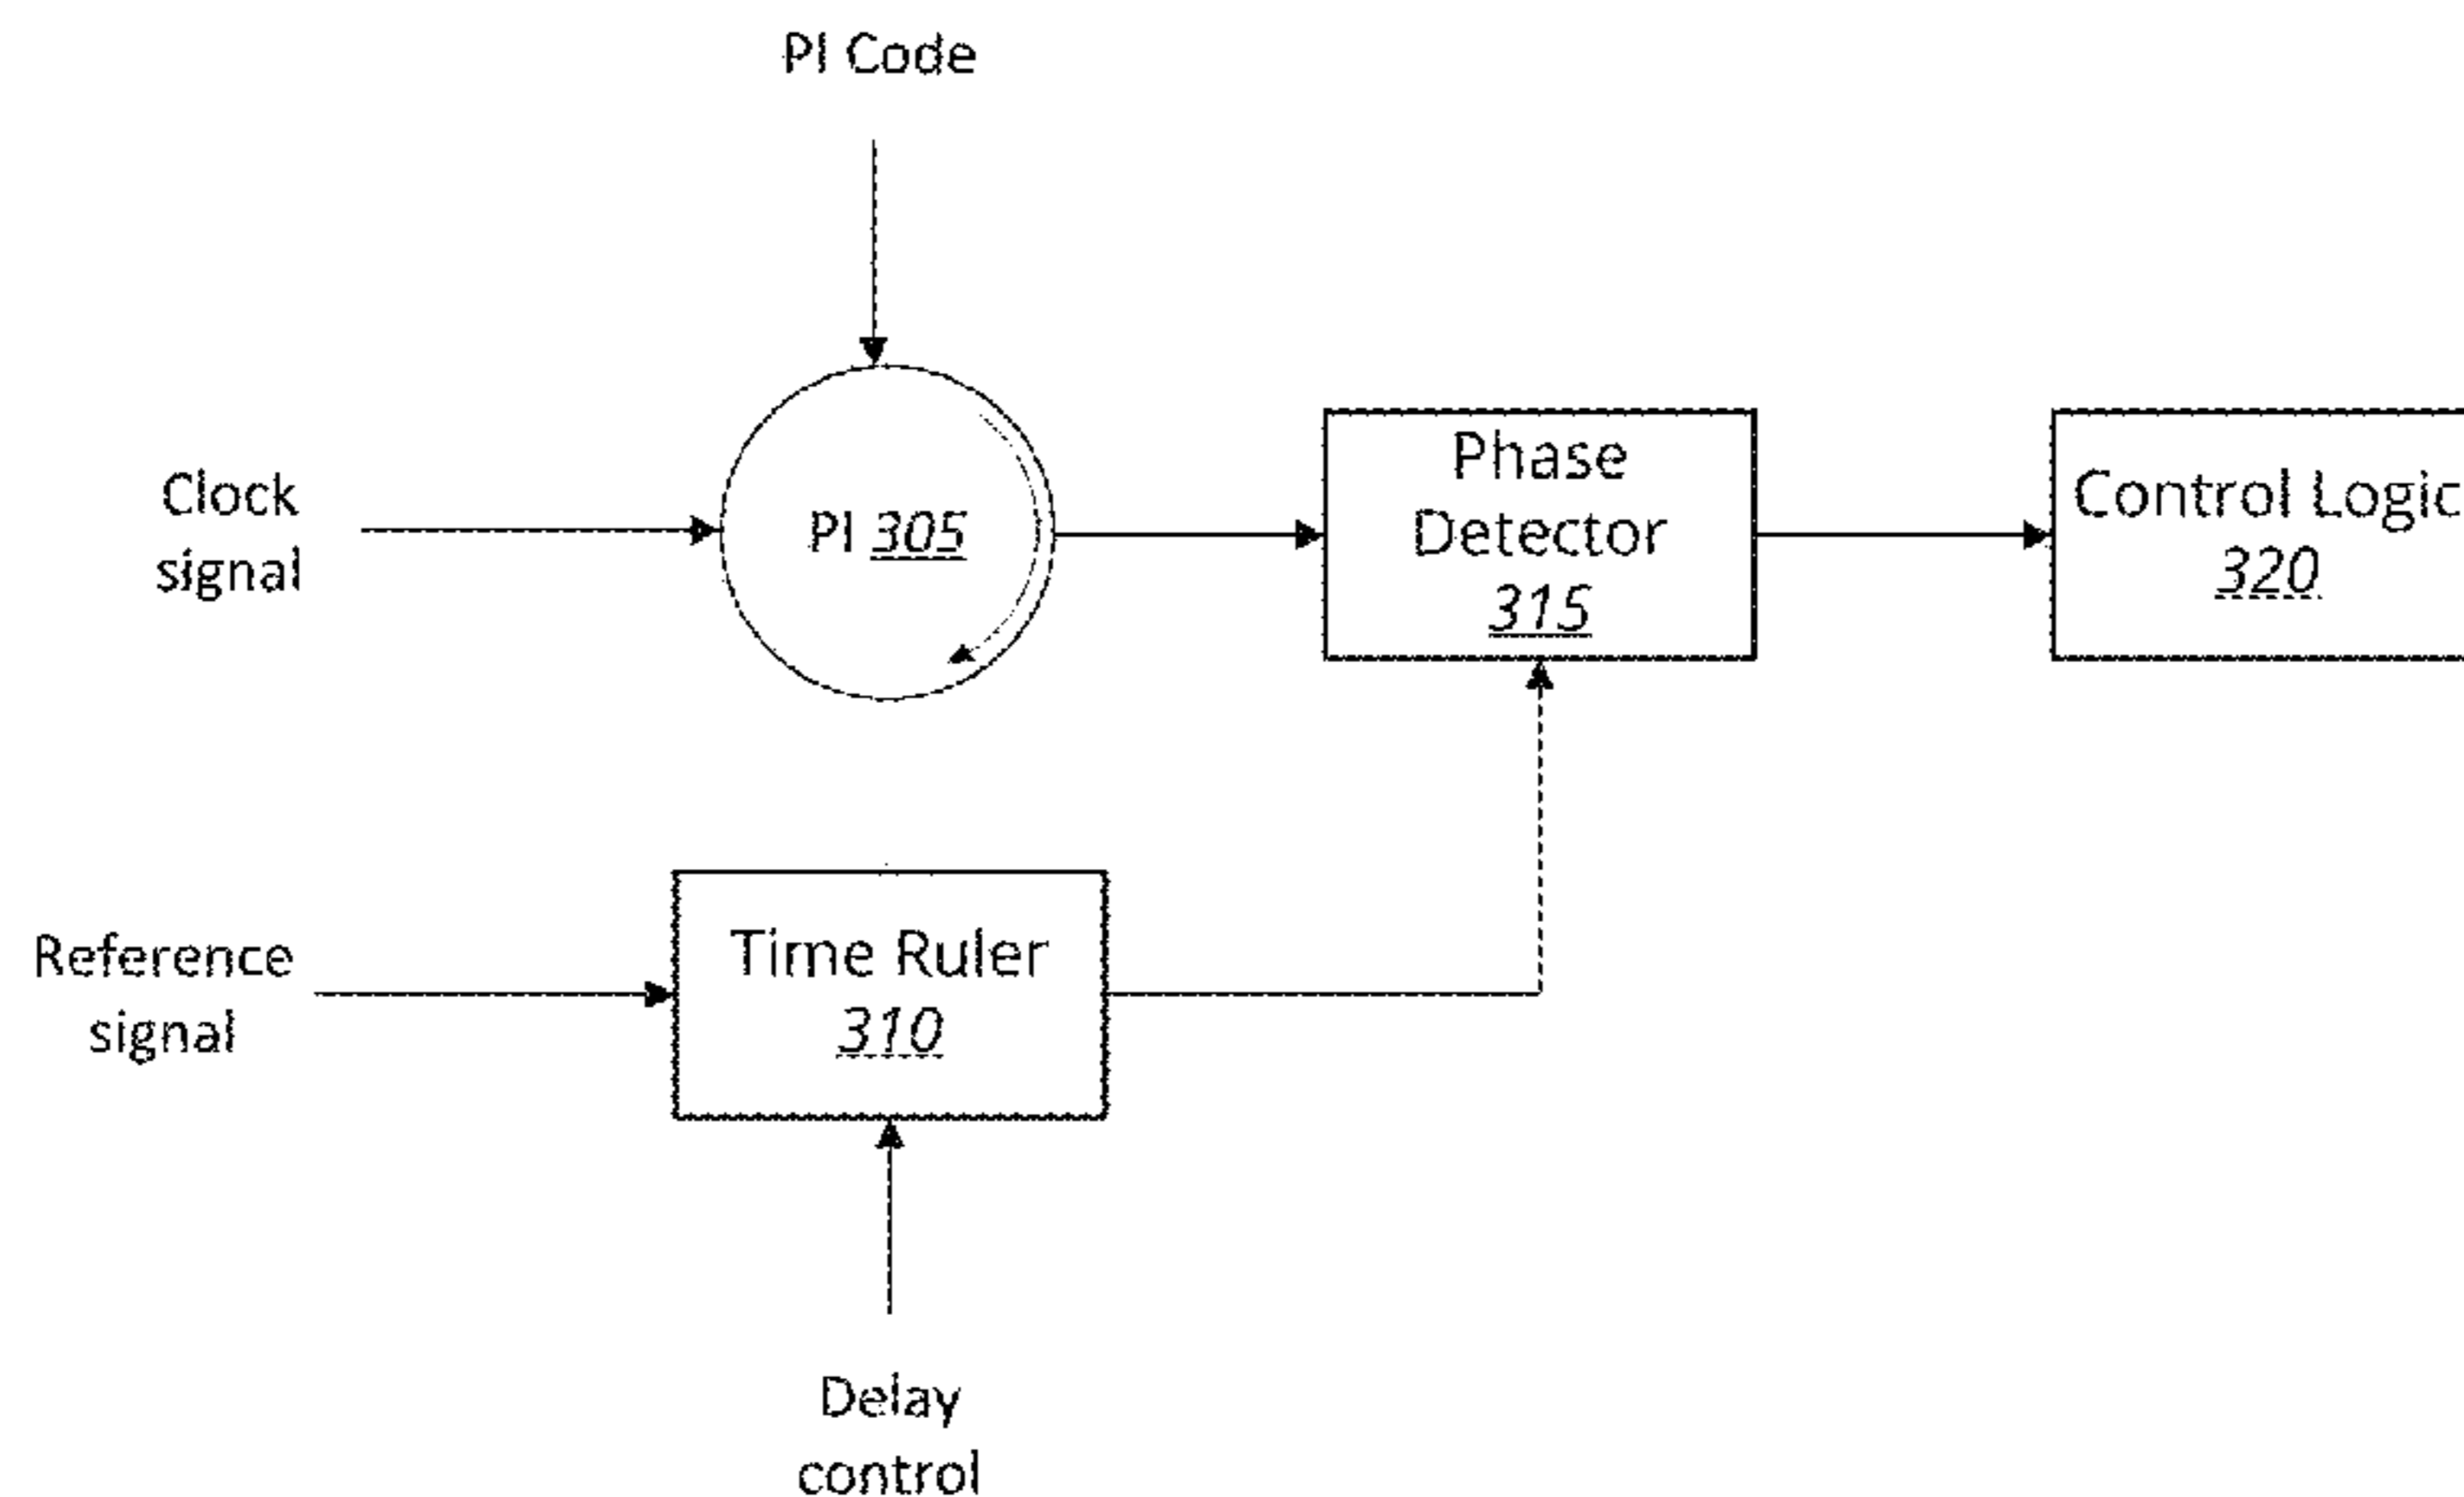 PI Code
Clock
signal
PI 305
Phase
Detector
315
Control Logic
320
Reference
signal
Time Ruler
310
Delay
control